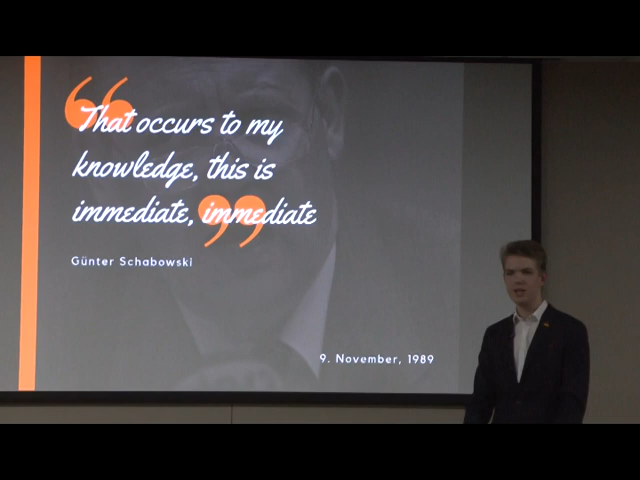 That occurs to my
knowledge, this is
immediate, immediate
Günter Schabowski
9. November, 1989